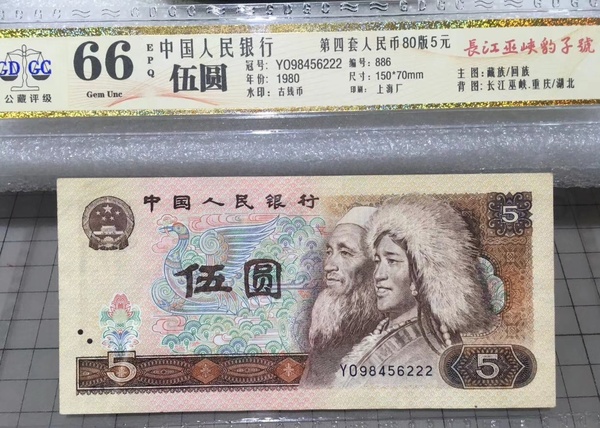 GDGC
公藏评级
66 EPQ
Gem Unc
中国人民银行
伍圆
第四套人民币80版5元
冠号: YO98456222 编号: 886
年份: 1980 尺寸: 150*70mm
水印: 古钱币 印刷: 上海厂
長江巫峡豹子號
主图: 藏族/回族
背图: 长江巫峡.重庆/湖北
中国人民银行
5
伍圆
YO98456222
5
5